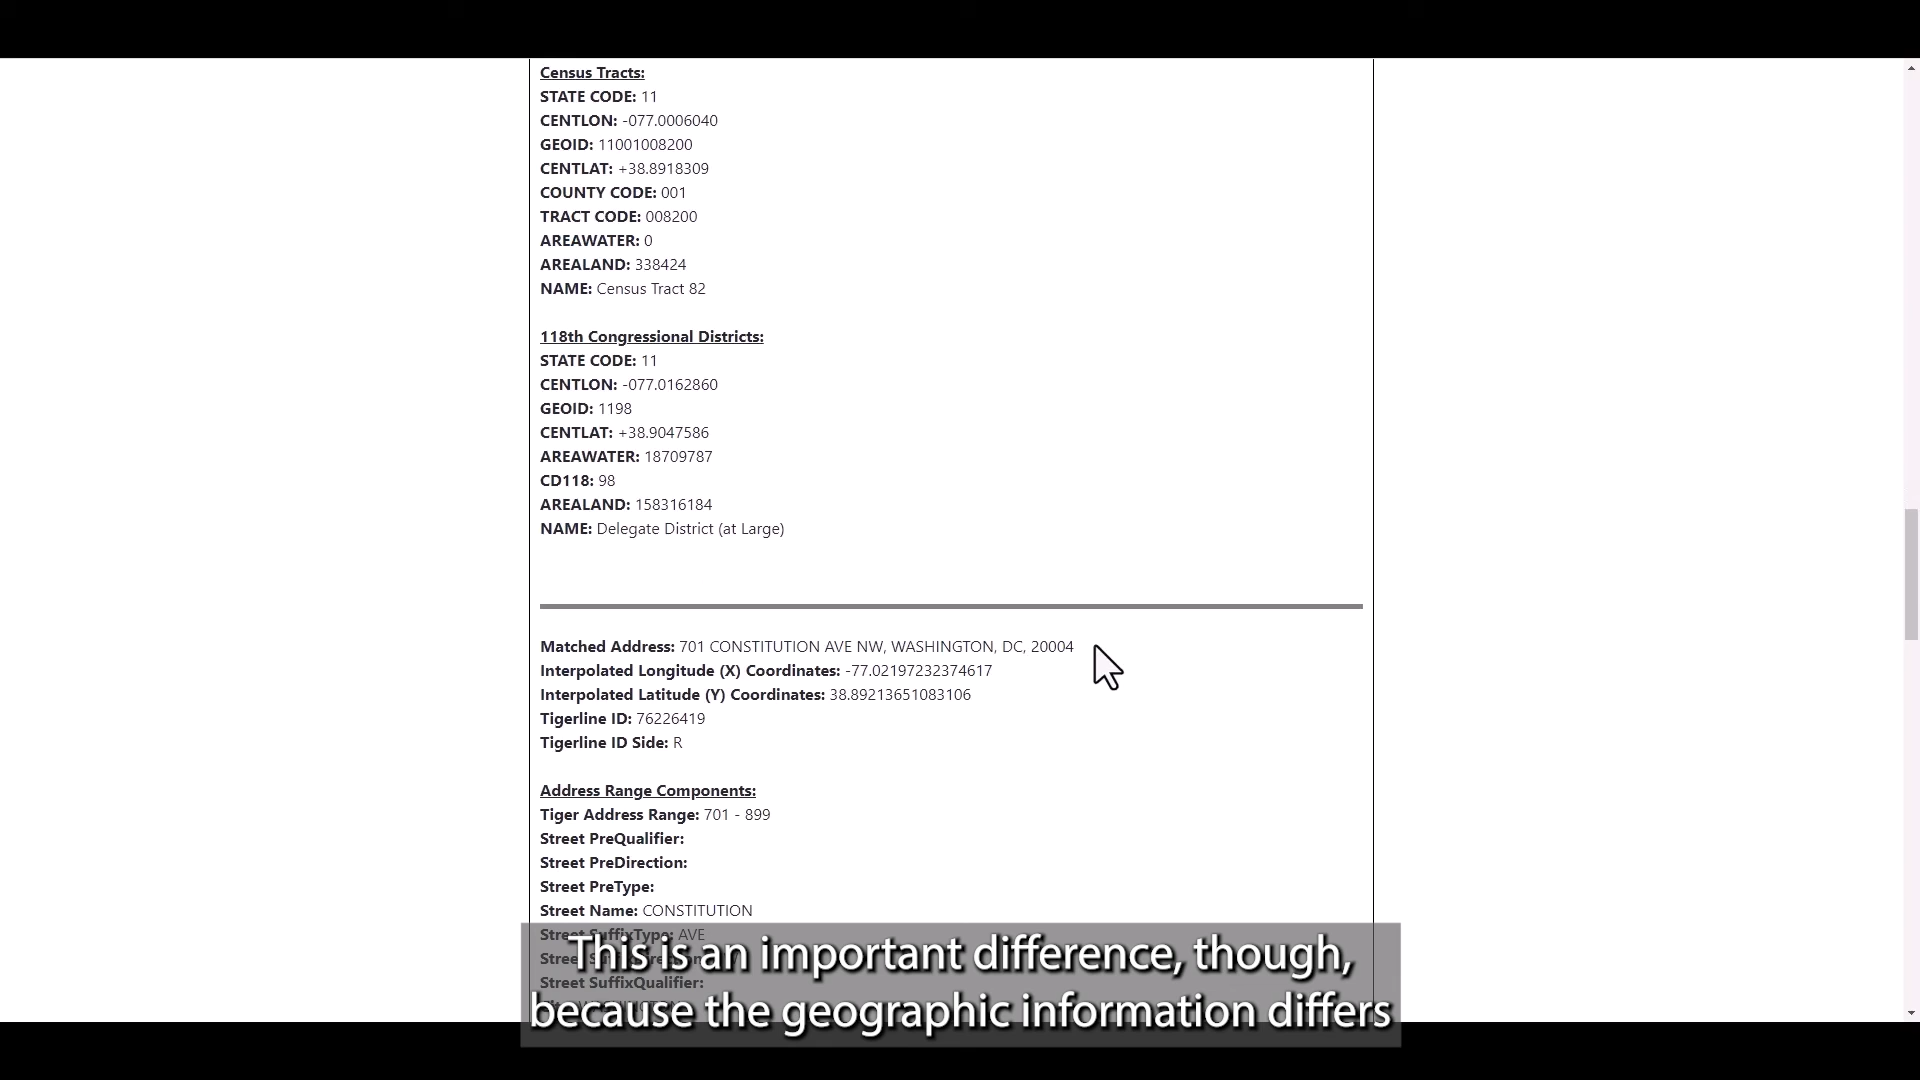 Census Tracts:
STATE CODE: 11
CENTLON: -077.0006040
GEOID: 11001008200
CENTLAT: +38.8918309
COUNTY CODE: 001
TRACT CODE: 008200
AREAWATER: 0
AREALAND: 338424
NAME: Census Tract 82
118th Congressional Districts:
STATE CODE: 11
CENTLON: -077.0162860
GEOID: 1198
CENTLAT: +38.9047586
AREAWATER: 18709787
CD118: 98
AREALAND: 158316184
NAME: Delegate District (at Large)
Matched Address: 701 CONSTITUTION AVE NW, WASHINGTON, DC, 20004
Interpolated Longitude (X) Coordinates: -77.02197232374617
Interpolated Latitude (Y) Coordinates: 38.89213651083106
Tigerline ID: 76226419
Tigerline ID Side: R
Address Range Components:
Tiger Address Range: 701 - 899
Street PreQualifier:
Street PreDirection:
Street PreType:
Street Name: CONSTITUTION
Street SuffixType: AVE
Street SuffixQualifier:
This is an important difference, though,
because the geographic information differs